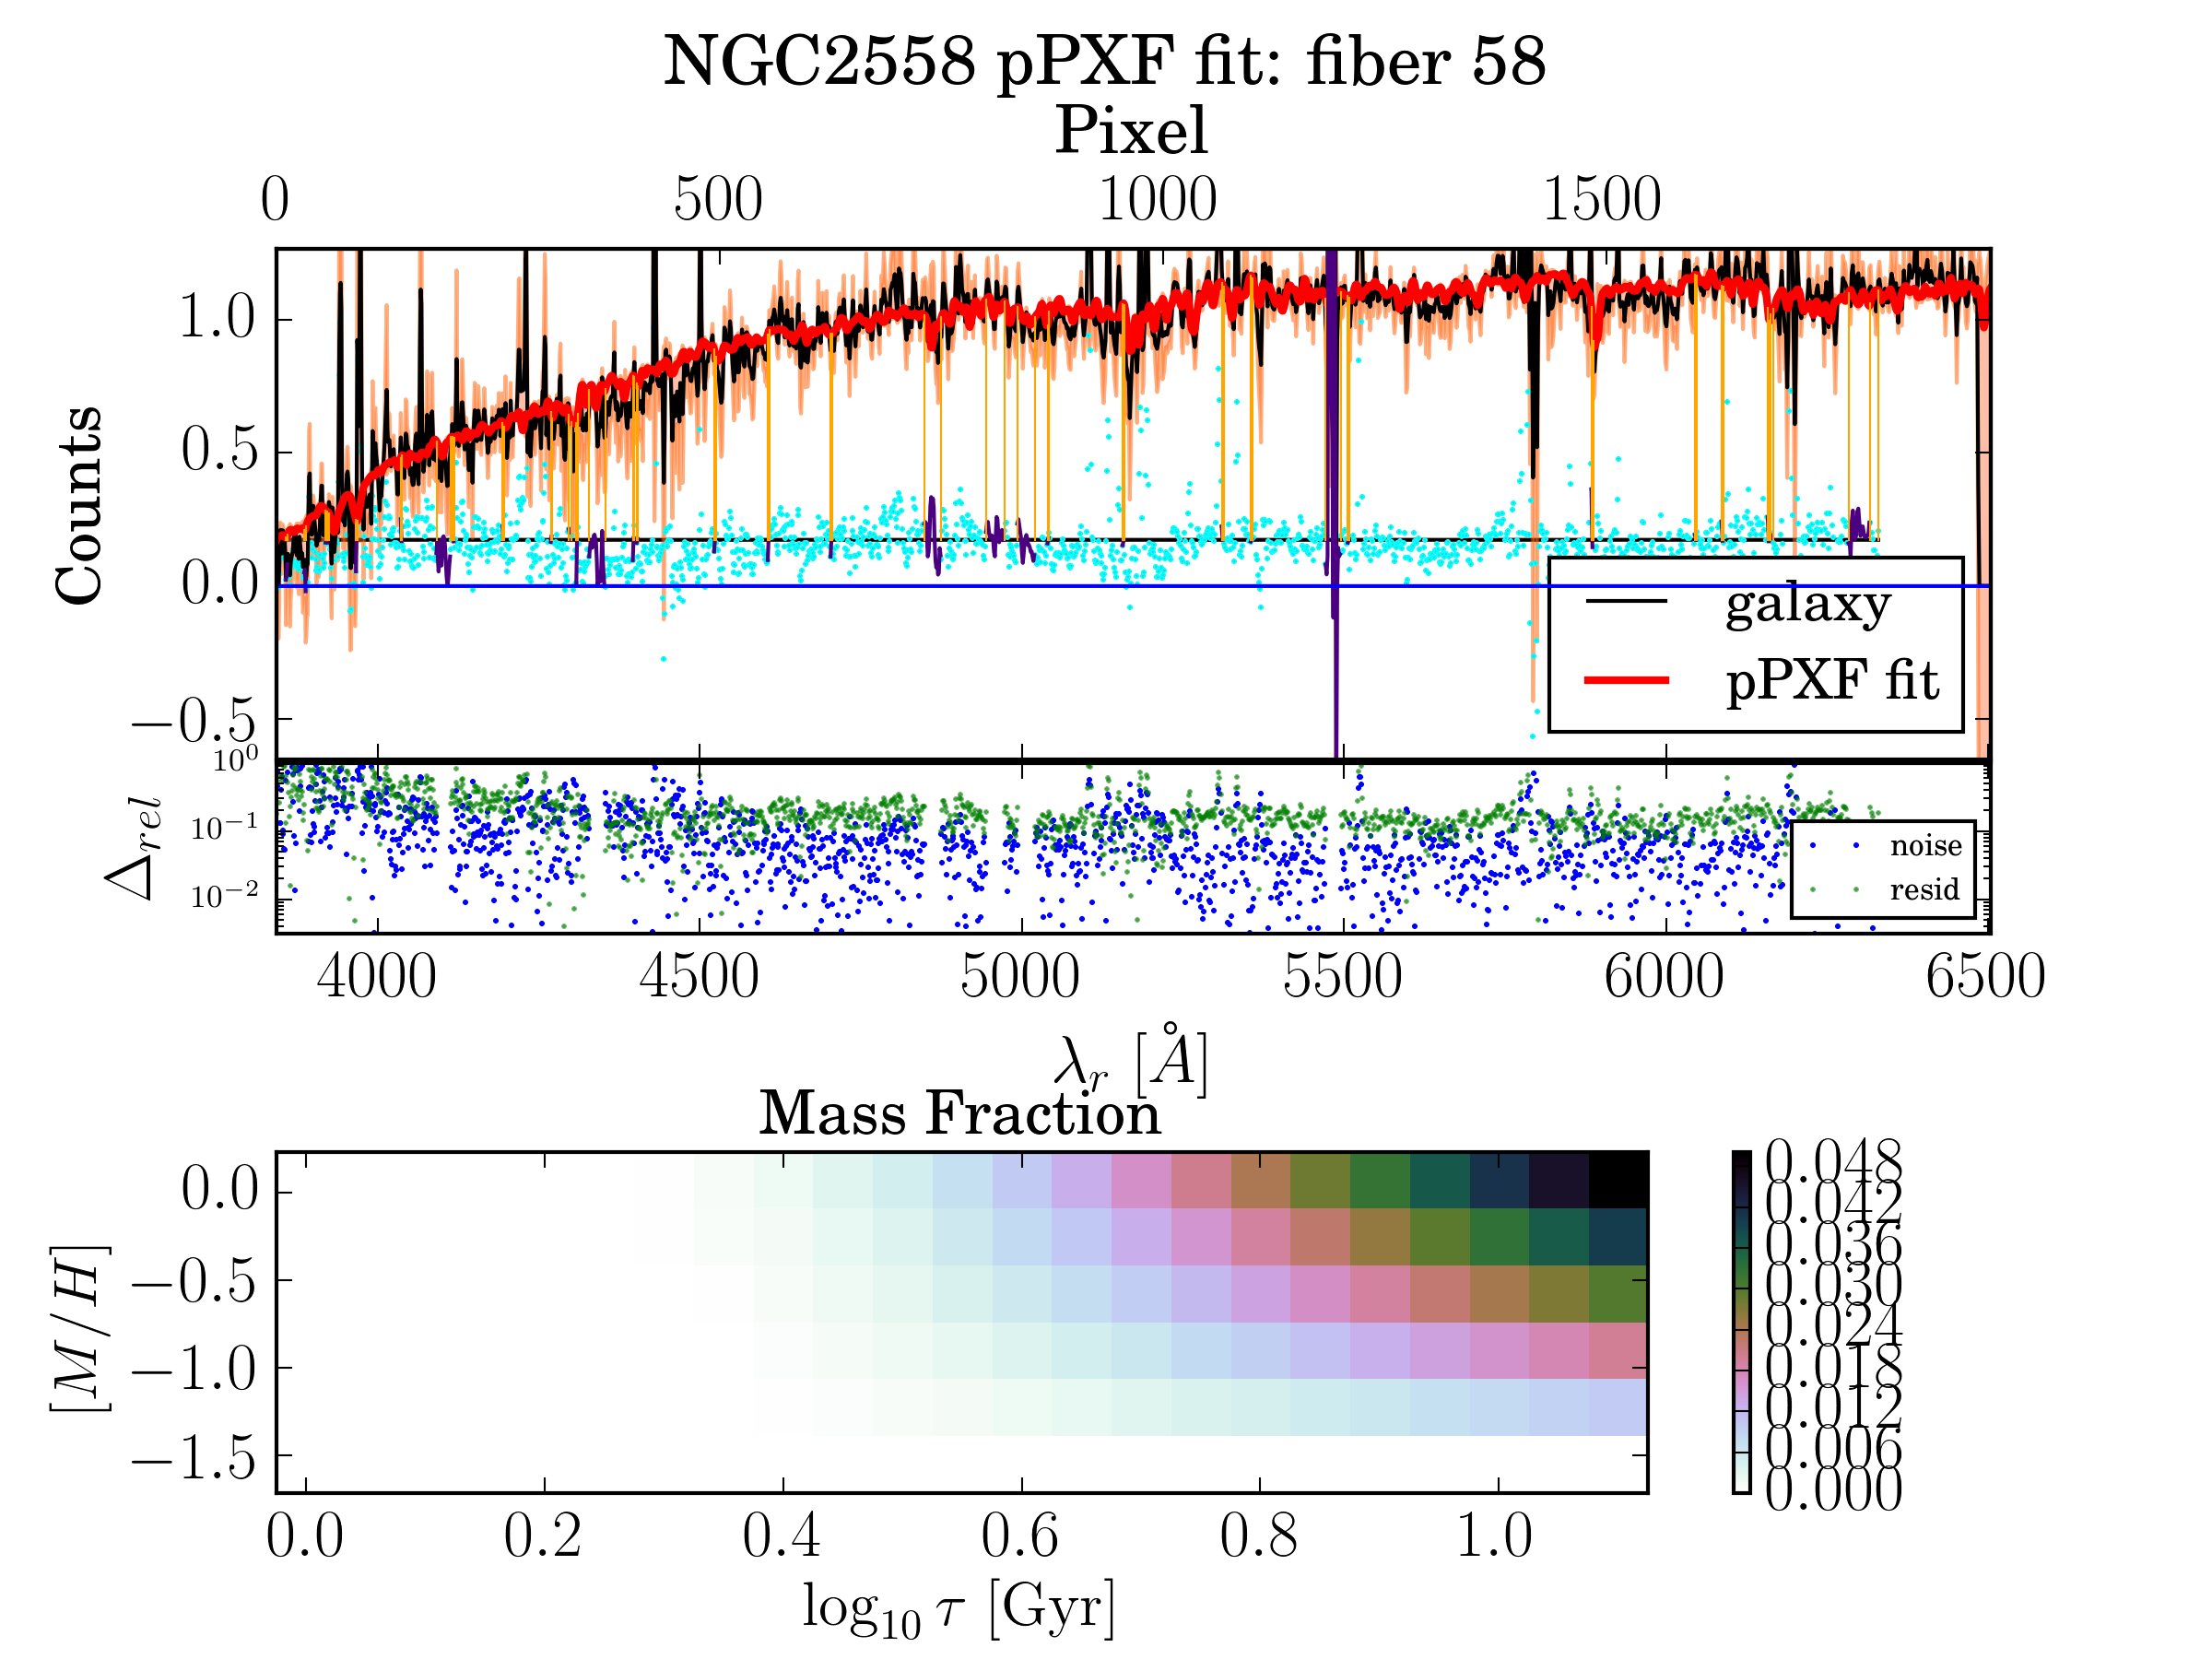 NGC2558 pPXF fit: fiber 58
Pixel
0 500 1000 1500
Counts
1.0
0.5
0.0
−0.5
galaxy
pPXF fit
Δrel
10⁰
10⁻¹
10⁻²
noise
resid
4000 4500 5000 5500 6000 6500
λr [Å]
Mass Fraction
[M/H]
0.0
−0.5
−1.0
−1.5
0.0 0.2 0.4 0.6 0.8 1.0
log₁₀ τ [Gyr]
0.048
0.042
0.036
0.030
0.024
0.018
0.012
0.006
0.000